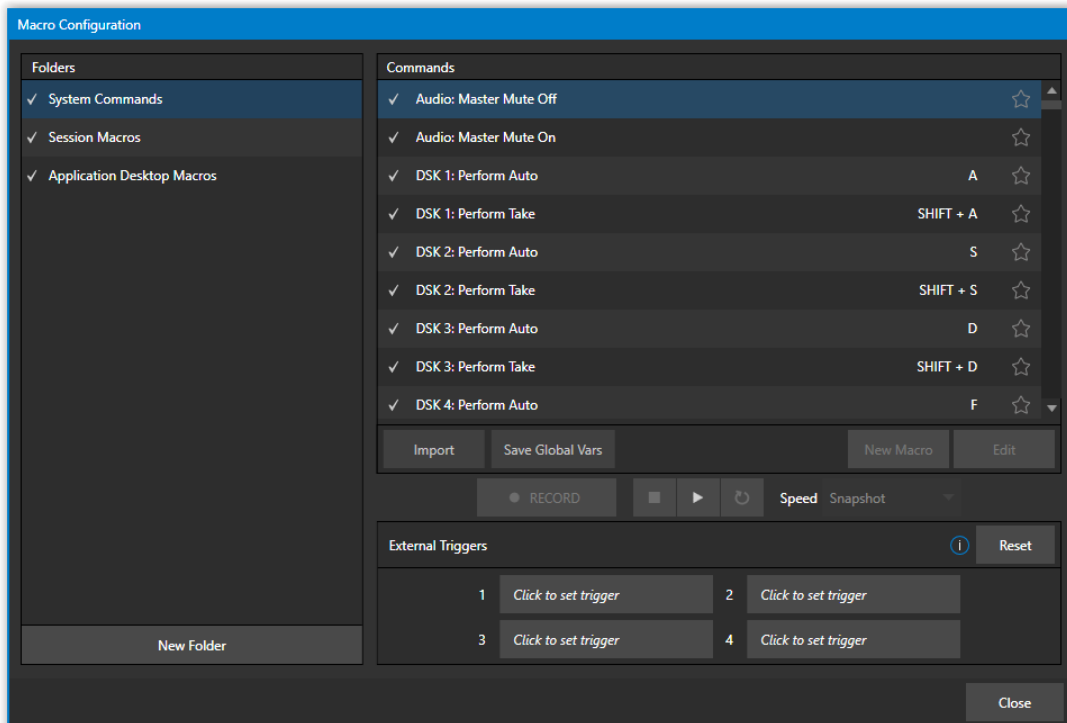 Macro Configuration
Folders
System Commands
Session Macros
Application Desktop Macros
New Folder
Commands
Audio: Master Mute Off
Audio: Master Mute On
DSK 1: Perform Auto A
DSK 1: Perform Take SHIFT + A
DSK 2: Perform Auto S
DSK 2: Perform Take SHIFT + S
DSK 3: Perform Auto D
DSK 3: Perform Take SHIFT + D
DSK 4: Perform Auto F
Import Save Global Vars New Macro Edit
RECORD Speed Snapshot
External Triggers i Reset
1 Click to set trigger 2 Click to set trigger
3 Click to set trigger 4 Click to set trigger
Close